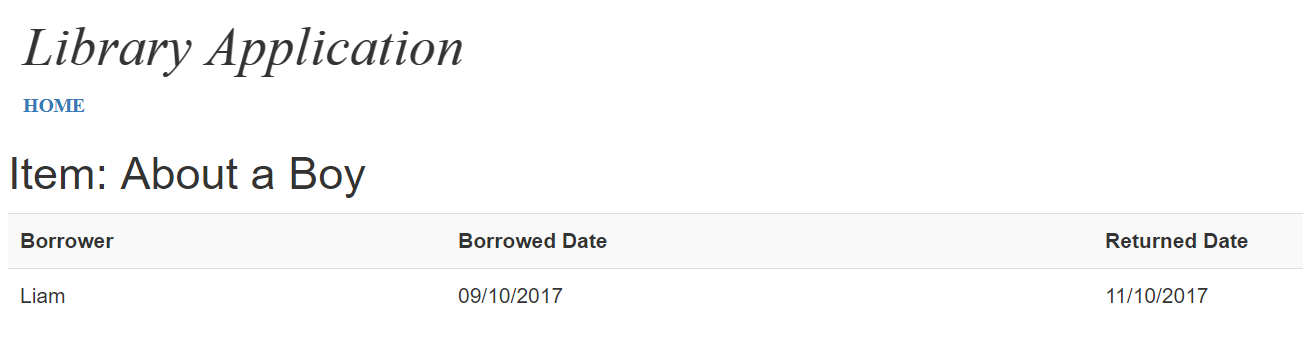 Library Application
HOME
Item: About a Boy
Borrower Borrowed Date Returned Date
Liam 09/10/2017 11/10/2017